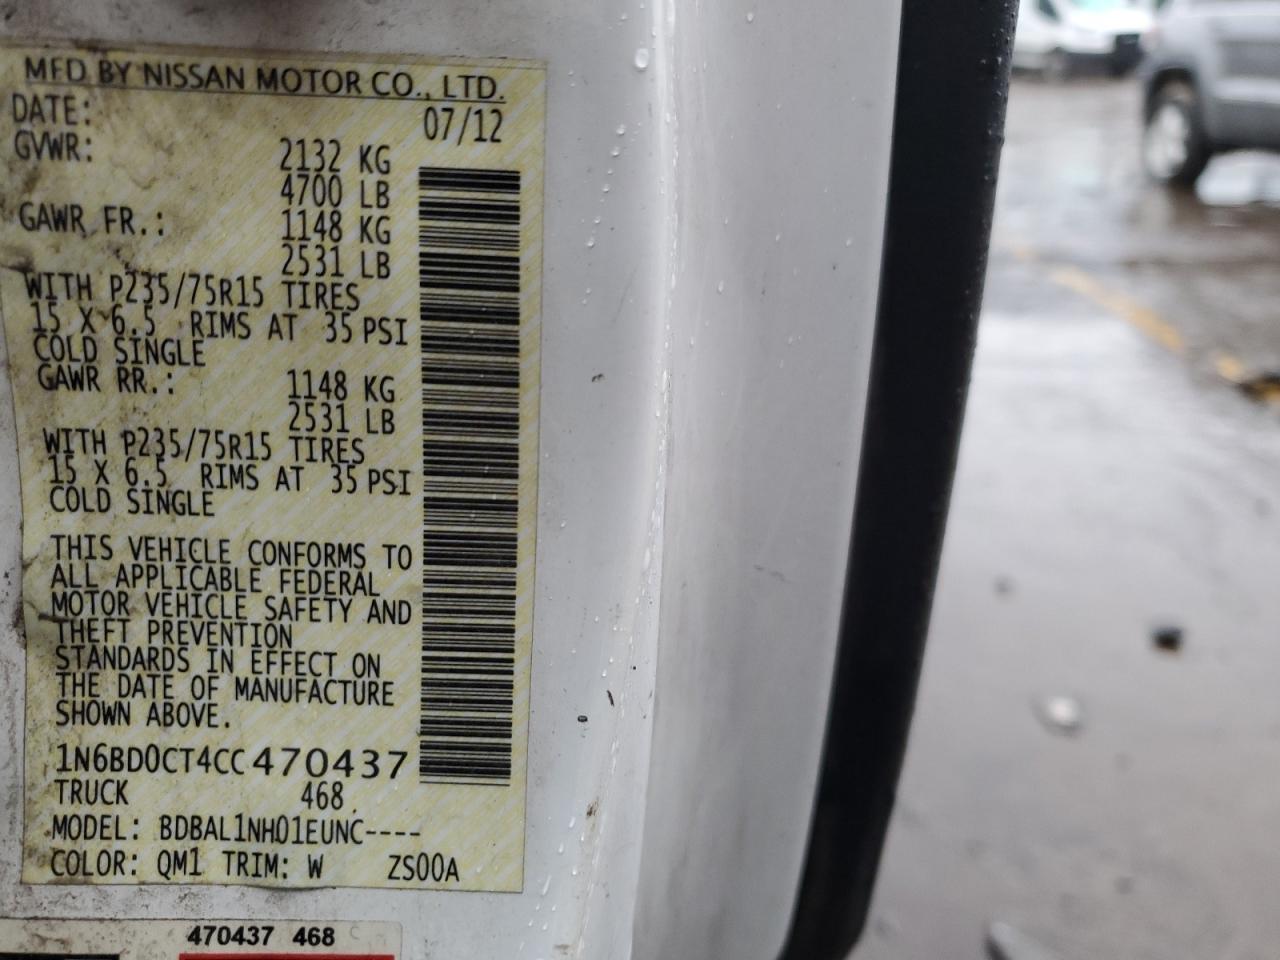 MFD BY NISSAN MOTOR CO., LTD.
DATE: 07/12
GVWR: 2132 KG
4700 LB
GAWR FR.: 1148 KG
2531 LB
WITH P235/75R15 TIRES
15 X 6.5 RIMS AT 35 PSI
COLD SINGLE
GAWR RR.: 1148 KG
2531 LB
WITH P235/75R15 TIRES
15 X 6.5 RIMS AT 35 PSI
COLD SINGLE
THIS VEHICLE CONFORMS TO
ALL APPLICABLE FEDERAL
MOTOR VEHICLE SAFETY AND
THEFT PREVENTION
STANDARDS IN EFFECT ON
THE DATE OF MANUFACTURE
SHOWN ABOVE.
1N6BD0CT4CC470437
TRUCK 468
MODEL: BDBAL1NH01EUNC----
COLOR: QM1 TRIM: W ZS00A
470437 468 C